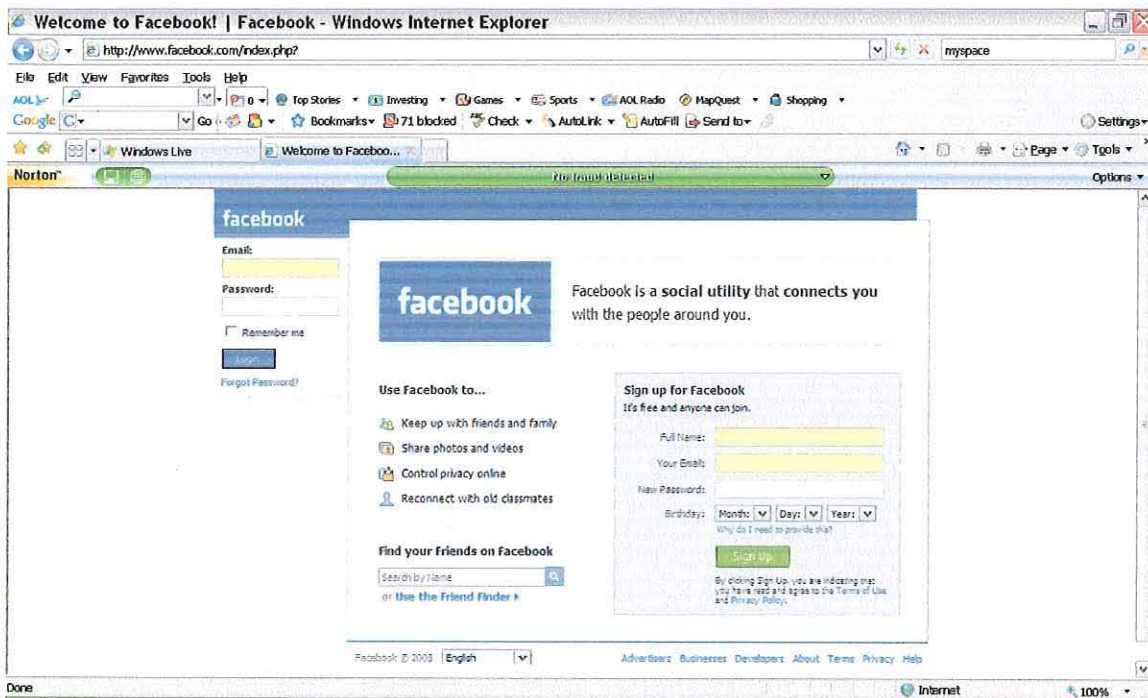 Welcome to Facebook! | Facebook - Windows Internet Explorer
http://www.facebook.com/index.php?
myspace
File Edit View Favorites Tools Help
AOL 0 Top Stories Investing Games Sports AOL Radio MapQuest Shopping
Google Go Bookmarks 71 blocked Check AutoLink AutoFill Send to Settings
Windows Live Welcome to Faceboo... Page Tools
Norton No fraud detected Options
facebook
Email:
Password:
Remember me
Login
Forgot Password?
facebook
Facebook is a social utility that connects you
with the people around you.
Use Facebook to...
Keep up with friends and family
Share photos and videos
Control privacy online
Reconnect with old classmates
Find your friends on Facebook
Search by Name
or Use the Friend Finder
Sign up for Facebook
It's free and anyone can join.
Full Name:
Your Email:
New Password:
Birthday: Month: Day: Year:
Why do I need to provide this?
Sign Up
By clicking Sign Up, you are indicating that
you have read and agree to the Terms of Use
and Privacy Policy.
Facebook © 2008 English
Advertisers Businesses Developers About Terms Privacy Help
Done Internet 100%